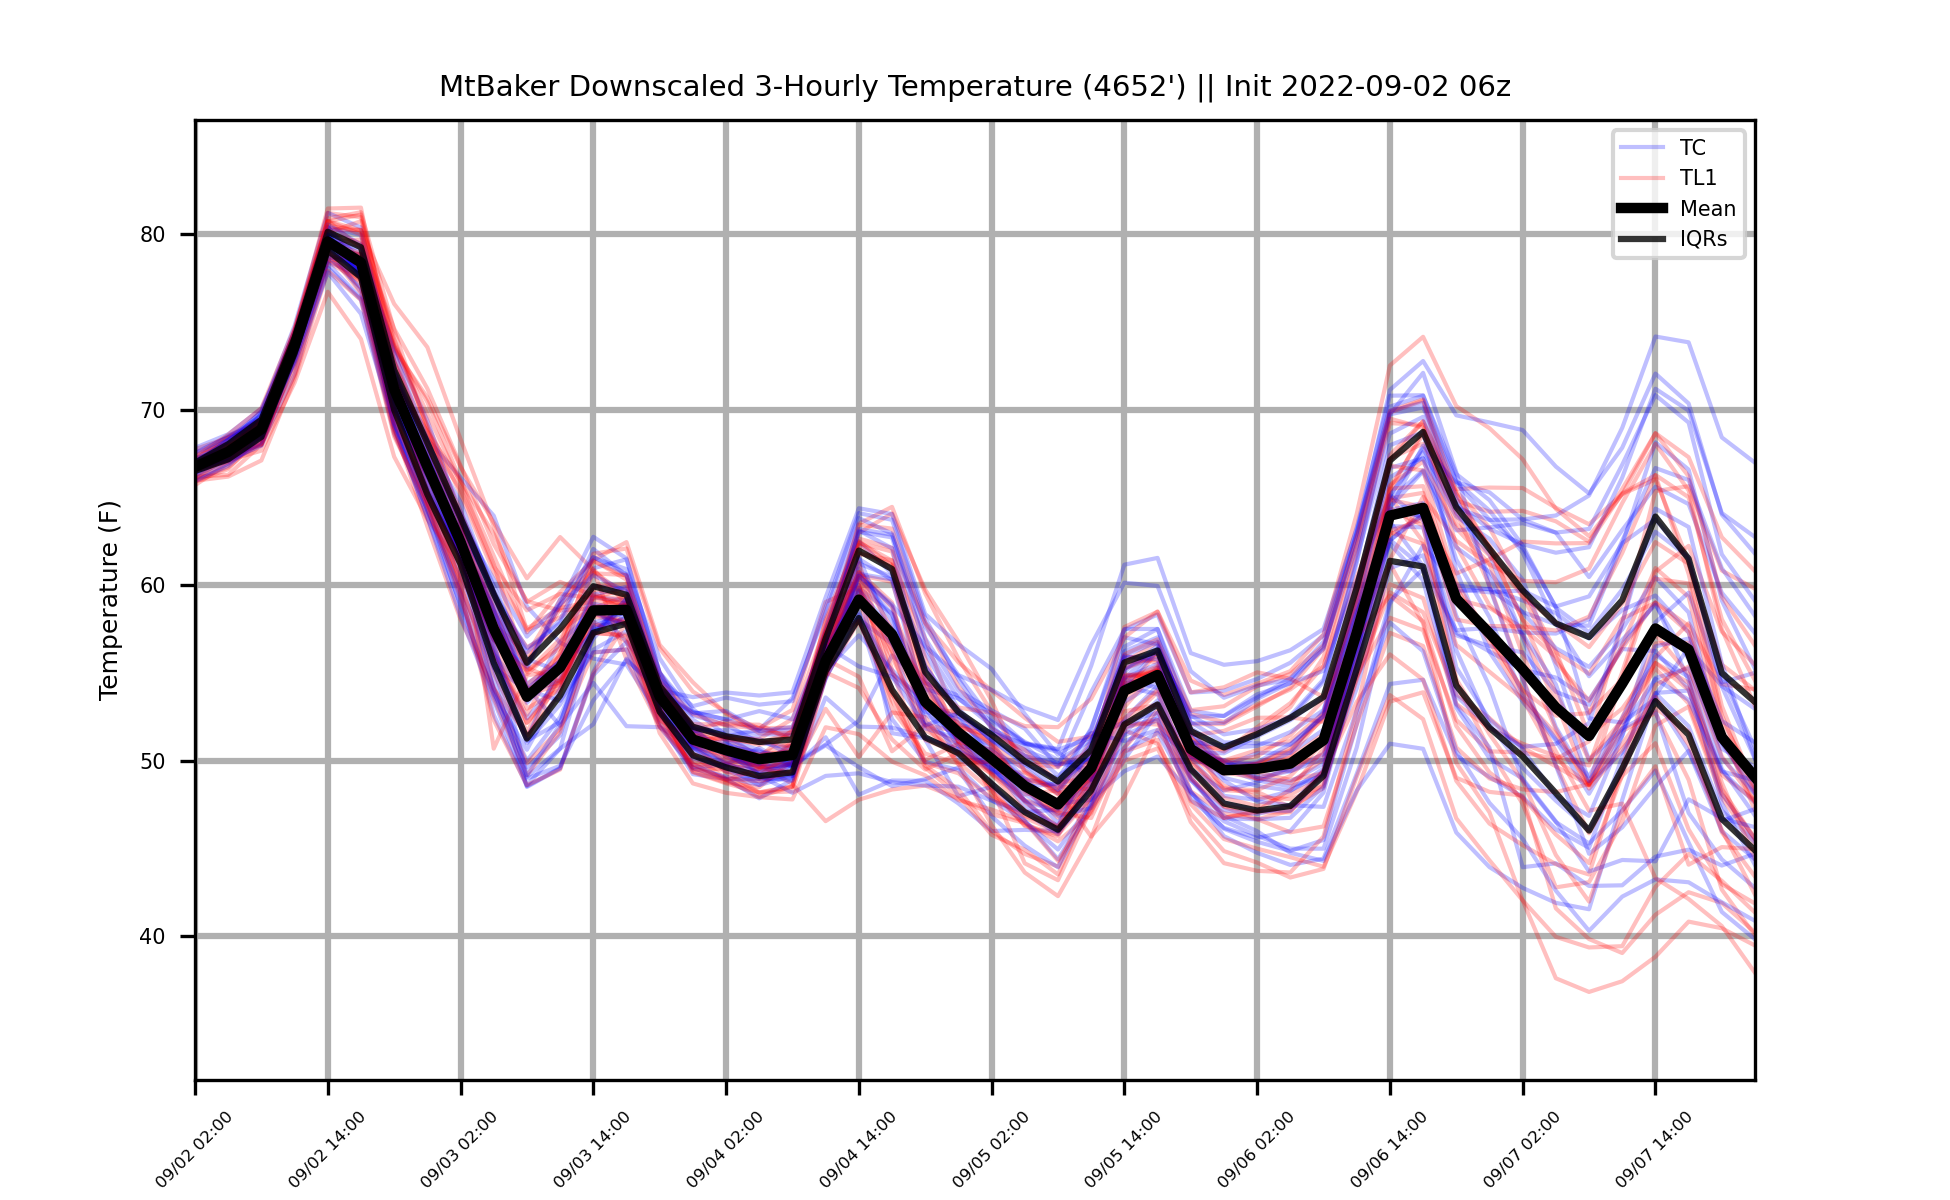 MtBaker Downscaled 3-Hourly Temperature (4652') || Init 2022-09-02 06z
TC
TL1
Mean
IQRs
Temperature (F)
80
70
60
50
40
09/02 02:00
09/02 14:00
09/03 02:00
09/03 14:00
09/04 02:00
09/04 14:00
09/05 02:00
09/05 14:00
09/06 02:00
09/06 14:00
09/07 02:00
09/07 14:00